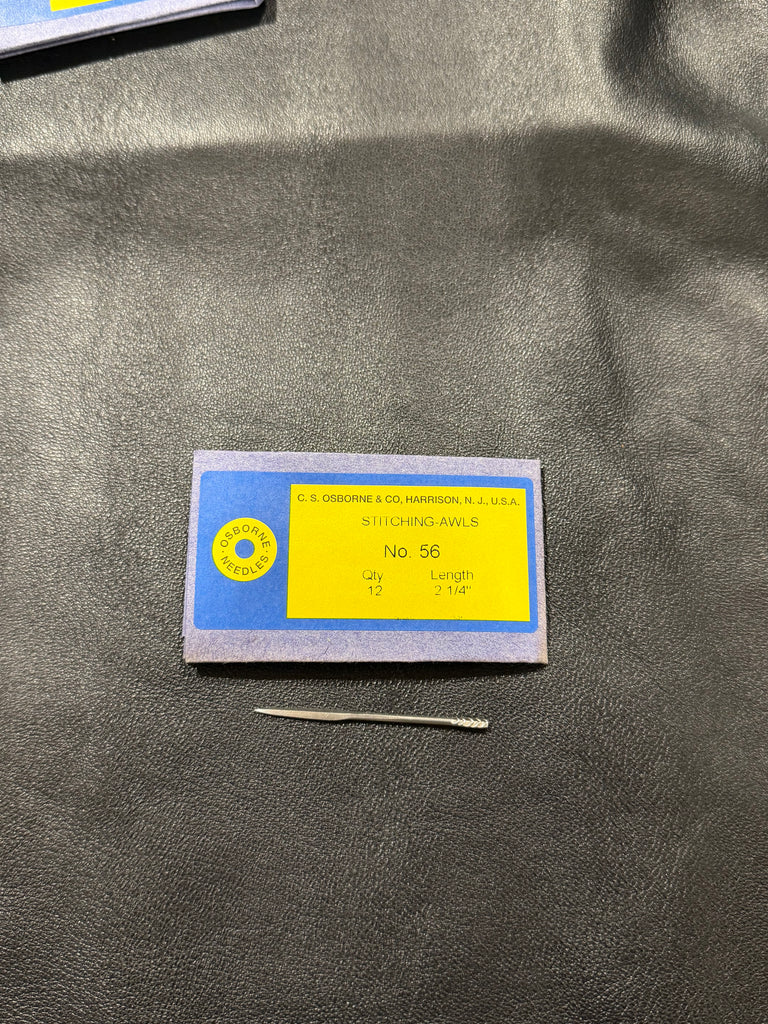 C. S. OSBORNE & CO, HARRISON, N. J., U.S.A.
STITCHING-AWLS
No. 56
Qty Length
12 2 1/4"
OSBORNE
· NEEDLES ·